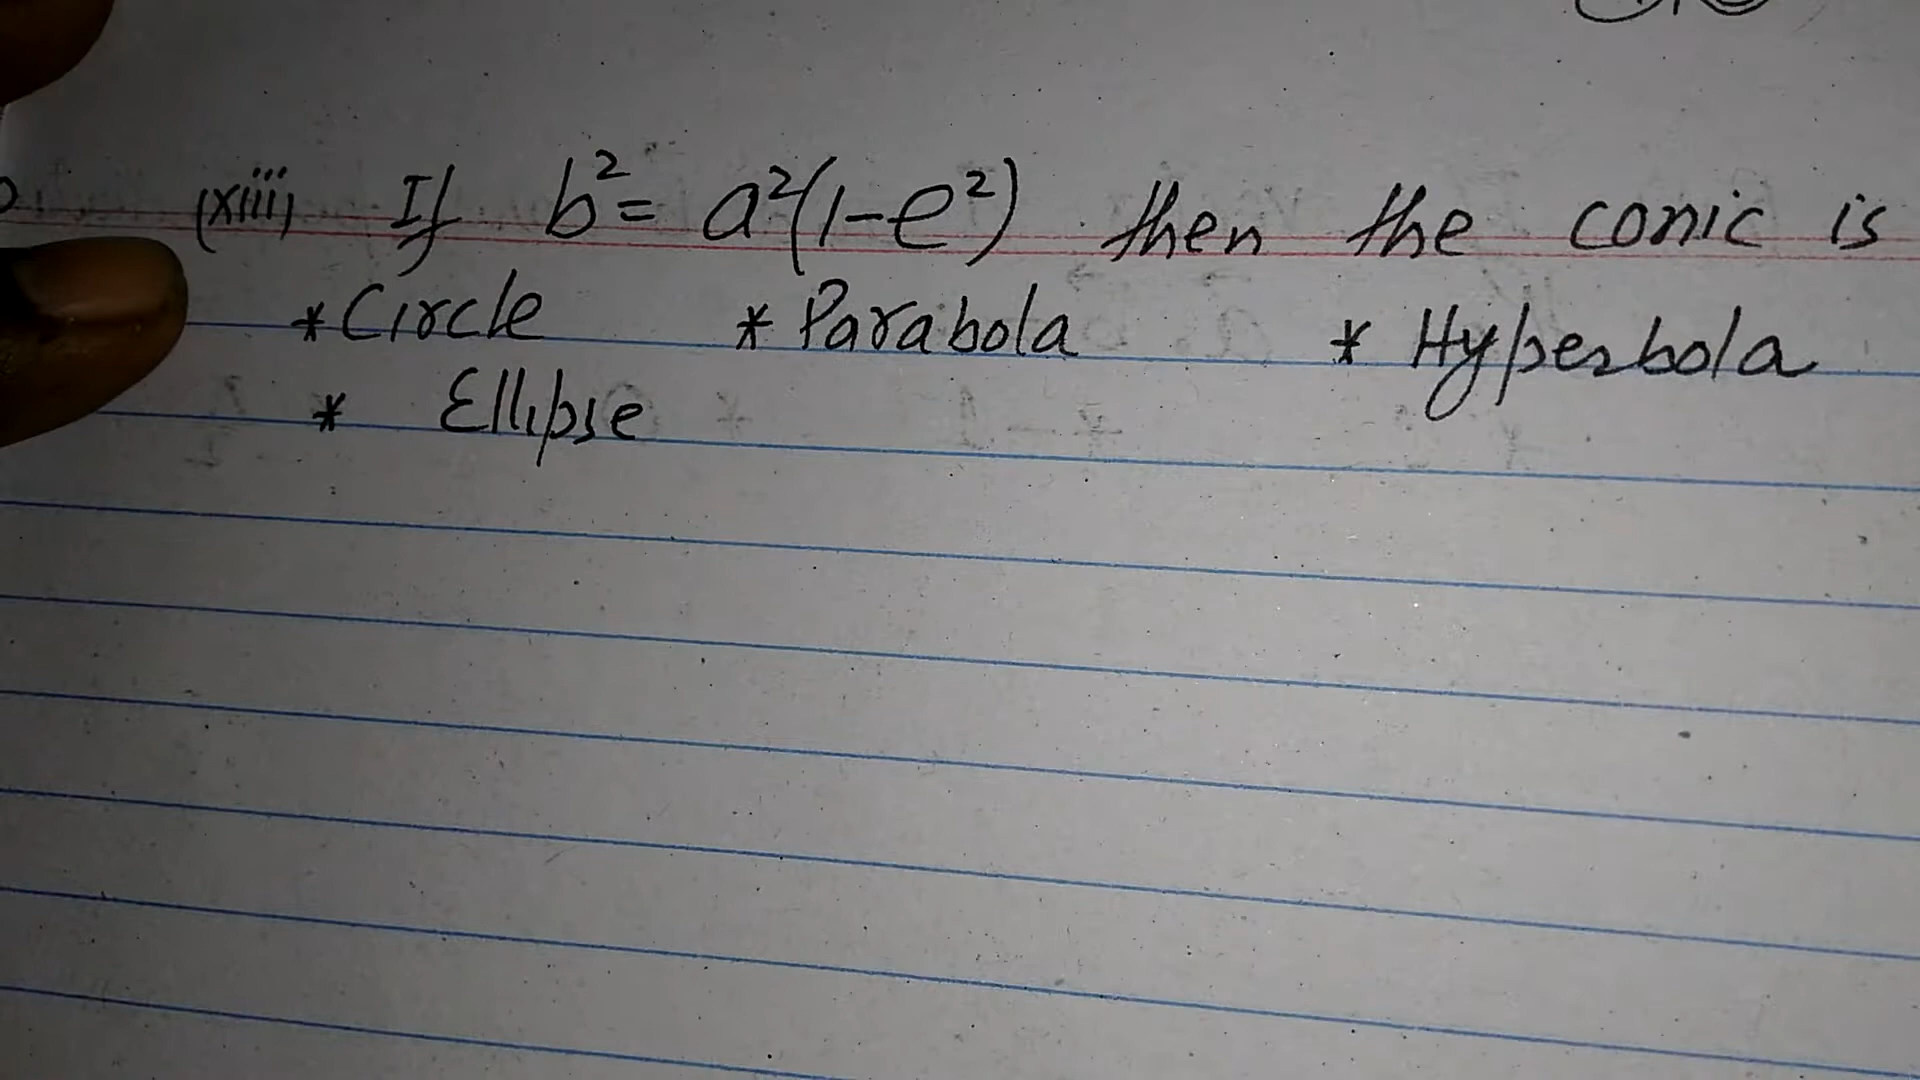 (xiii) If b² = a²(1-e²) then the conic is
* Circle * Parabola * Hyperbola
* Ellipse